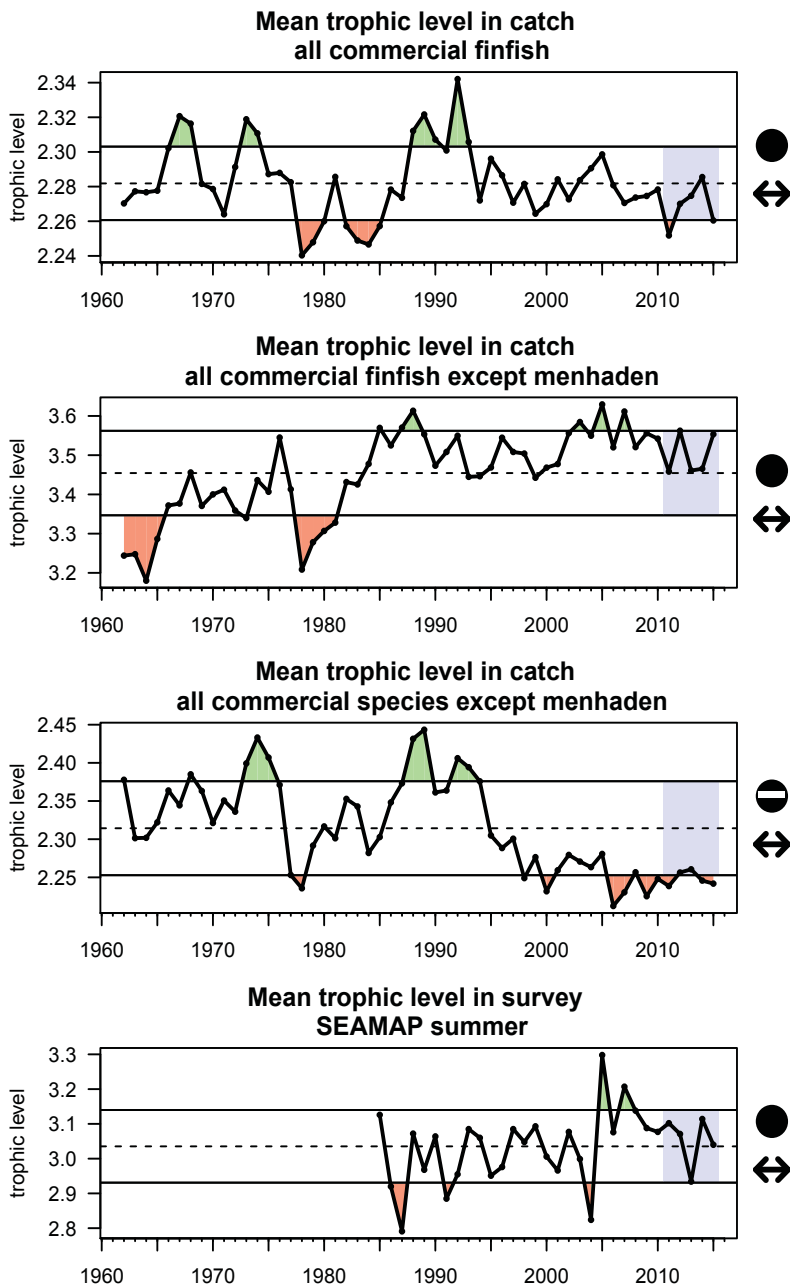 Mean trophic level in catch
all commercial finfish
trophic level
2.34
2.32
2.30
2.28
2.26
2.24
1960 1970 1980 1990 2000 2010
Mean trophic level in catch
all commercial finfish except menhaden
trophic level
3.6
3.5
3.4
3.3
3.2
1960 1970 1980 1990 2000 2010
Mean trophic level in catch
all commercial species except menhaden
trophic level
2.45
2.40
2.35
2.30
2.25
1960 1970 1980 1990 2000 2010
Mean trophic level in survey
SEAMAP summer
trophic level
3.3
3.2
3.1
3.0
2.9
2.8
1960 1970 1980 1990 2000 2010